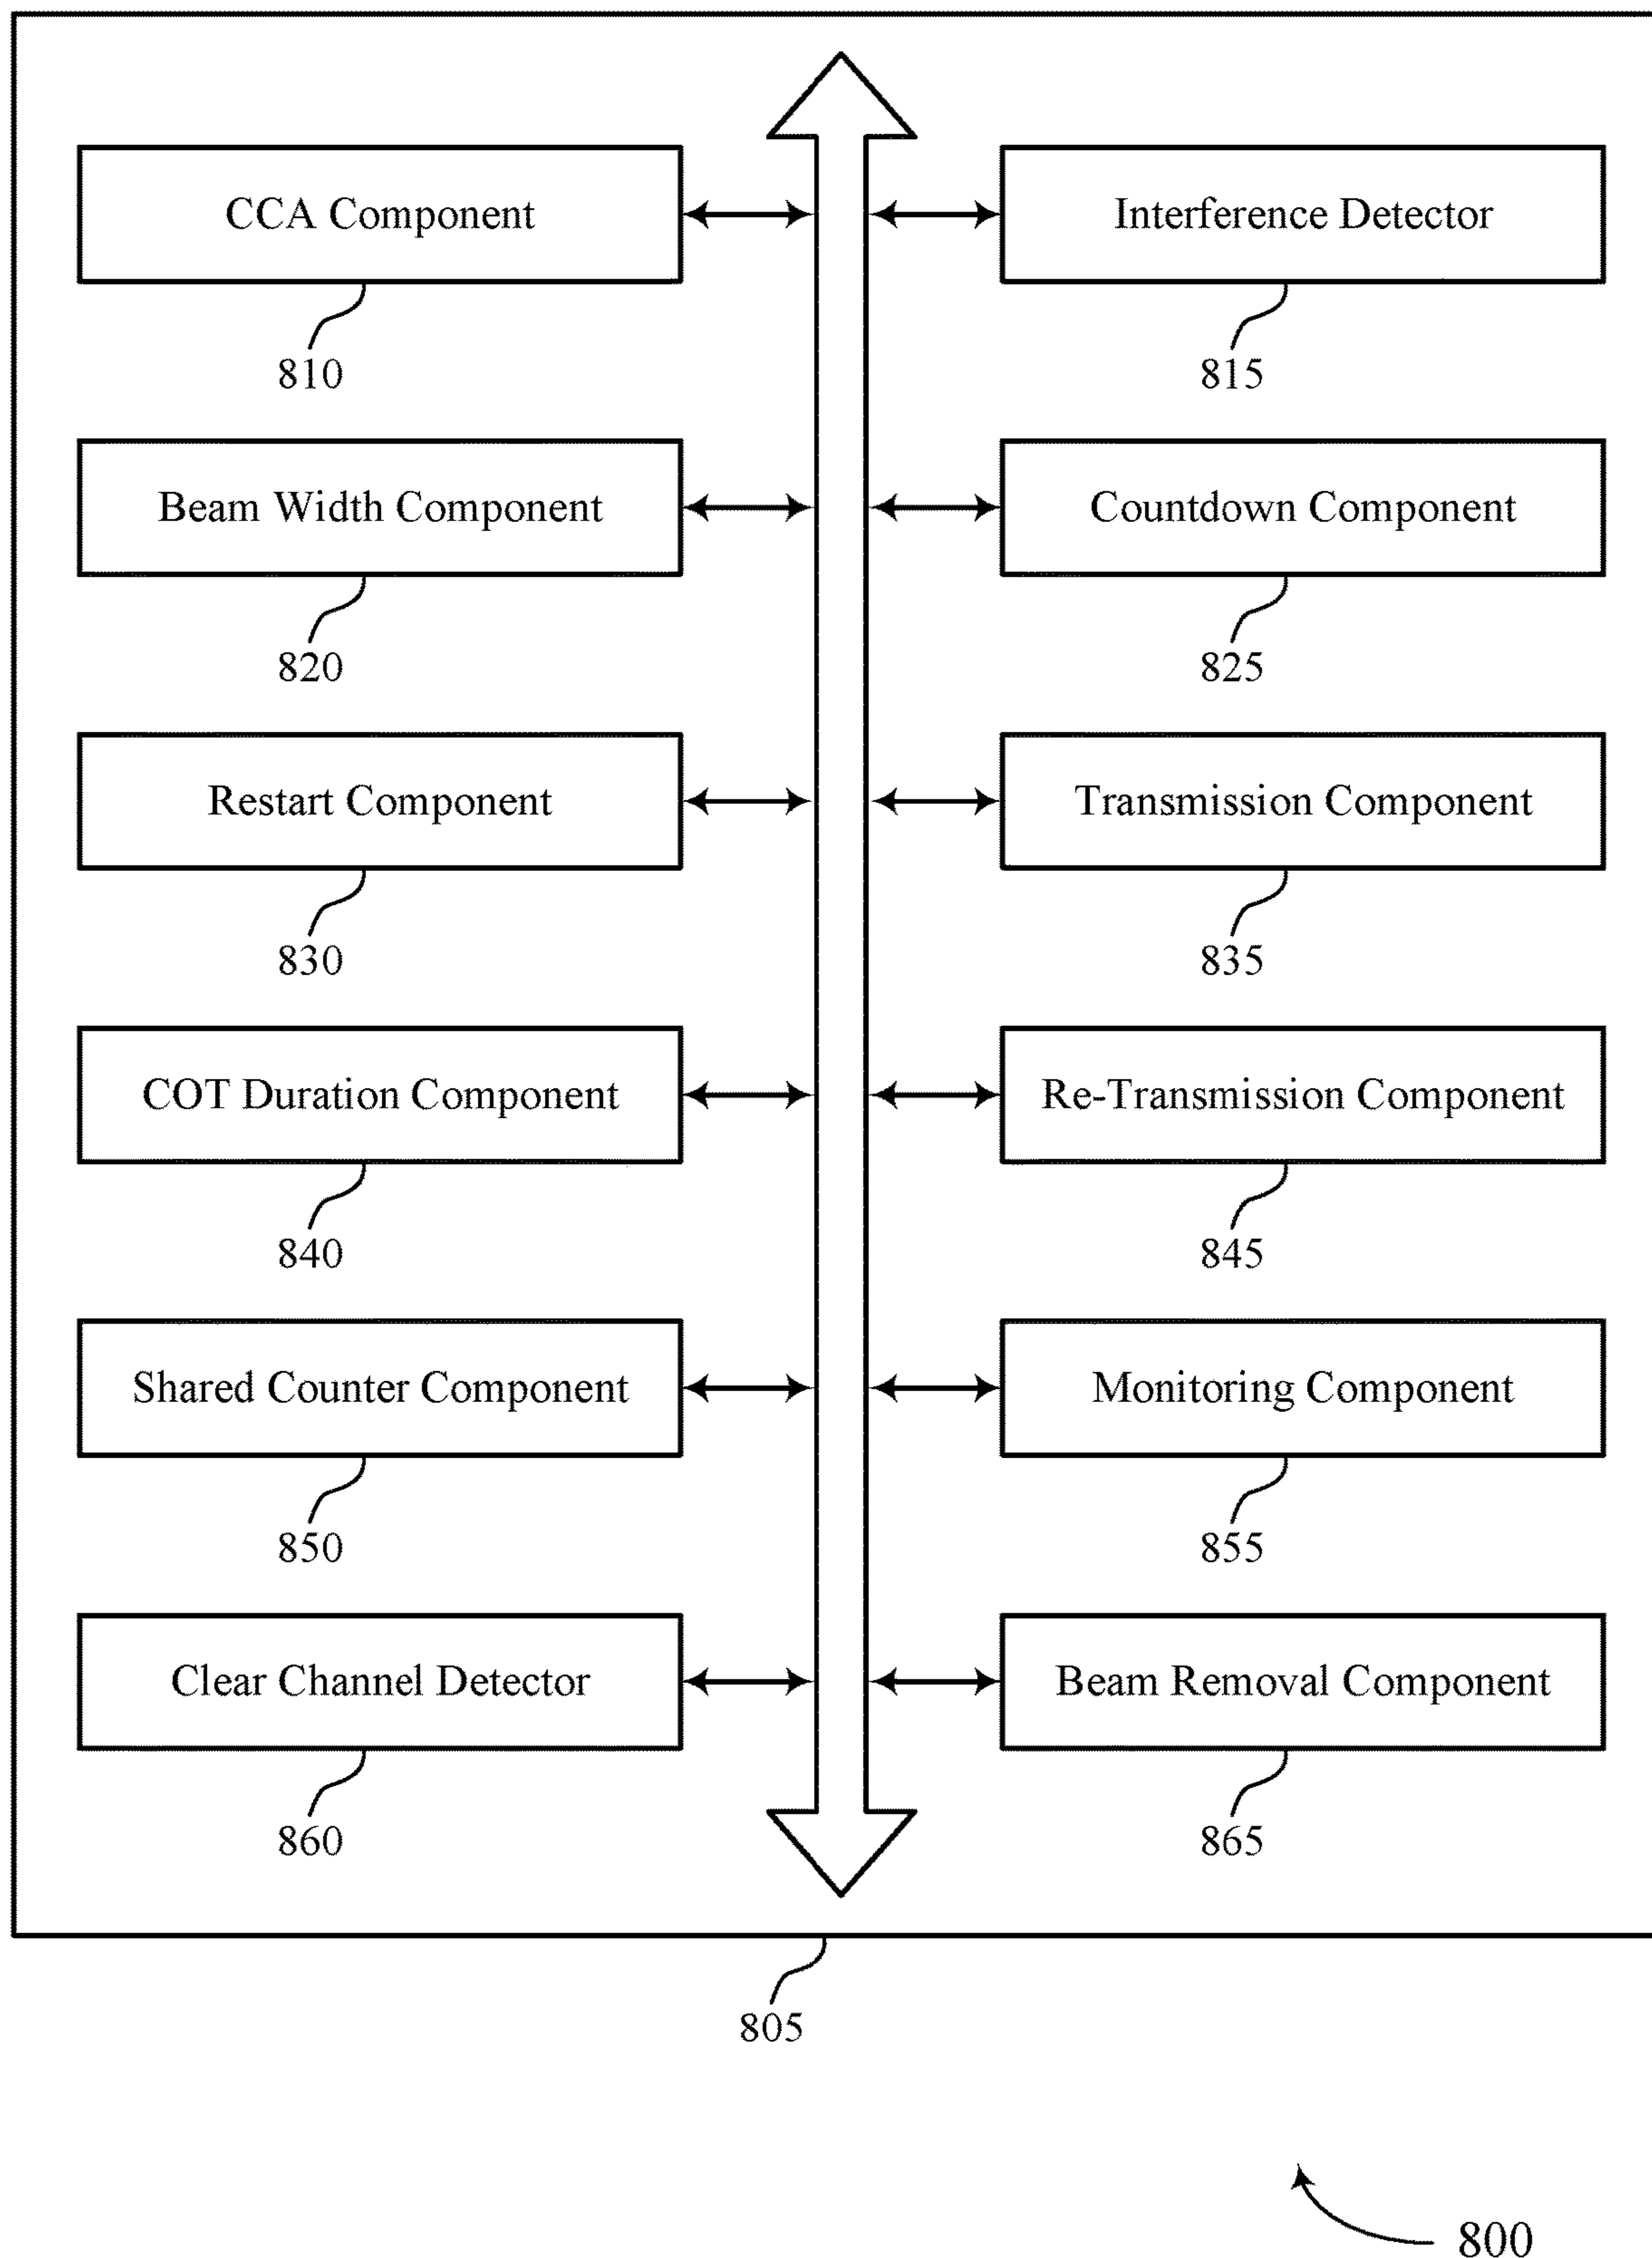 CCA Component
Interference Detector
810
815
Beam Width Component
Countdown Component
820
825
Restart Component
Transmission Component
830
835
COT Duration Component
Re-Transmission Component
840
845
Shared Counter Component
Monitoring Component
850
855
Clear Channel Detector
Beam Removal Component
860
865
805
800